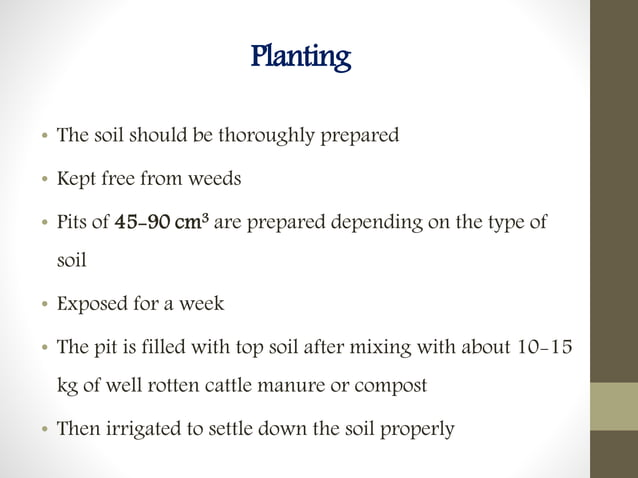 Planting
• The soil should be thoroughly prepared
• Kept free from weeds
• Pits of 45-90 cm³ are prepared depending on the type of
soil
• Exposed for a week
• The pit is filled with top soil after mixing with about 10-15
kg of well rotten cattle manure or compost
• Then irrigated to settle down the soil properly